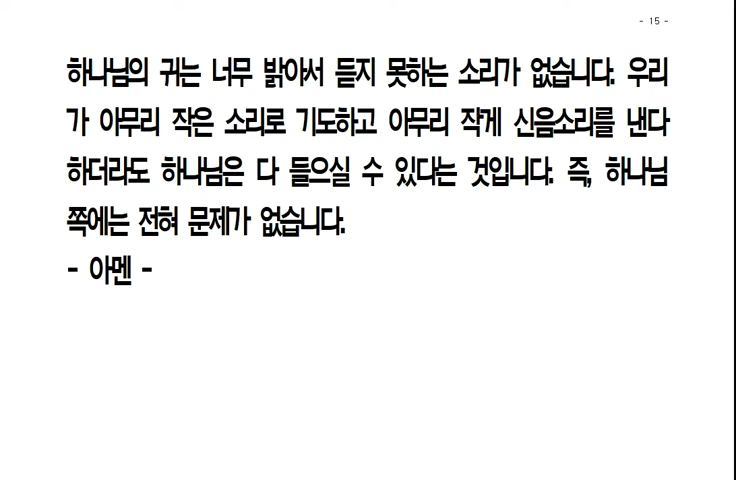 - 15 -
하나님의 귀는 너무 밝아서 듣지 못하는 소리가 없습니다. 우리
가 아무리 작은 소리로 기도하고 아무리 작게 신음소리를 낸다
하더라도 하나님은 다 들으실 수 있다는 것입니다. 즉, 하나님
쪽에는 전혀 문제가 없습니다.
- 아멘 -